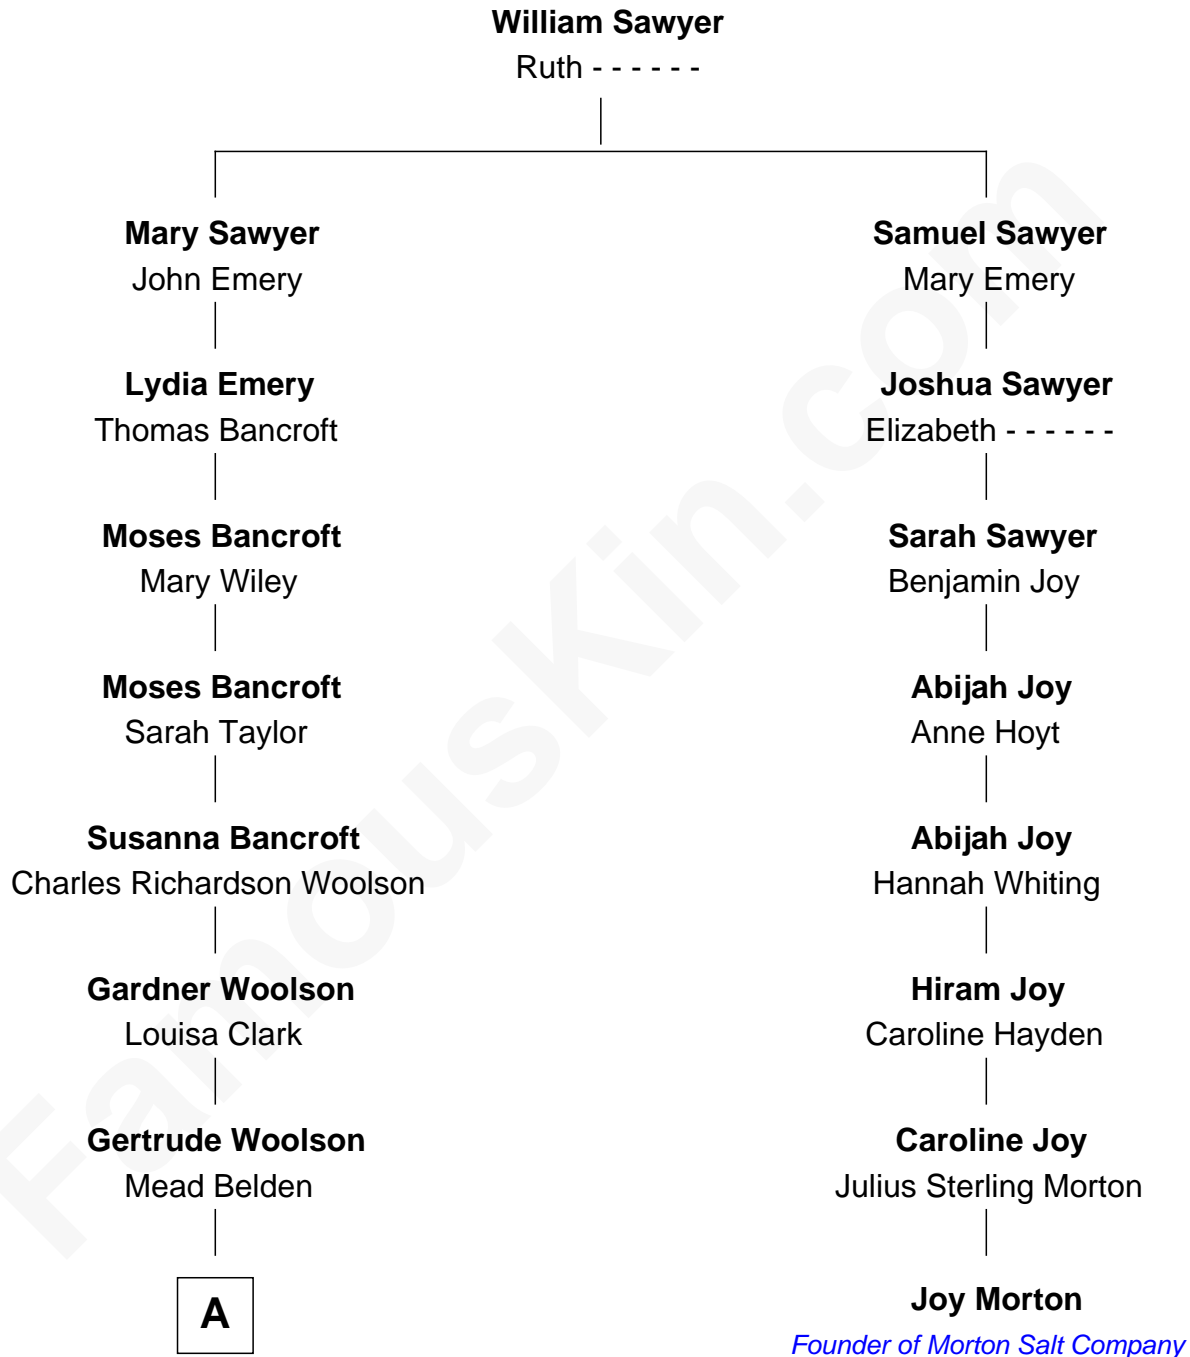 William Sawyer
Ruth - - - - - -
Mary Sawyer
John Emery
Samuel Sawyer
Mary Emery
Lydia Emery
Thomas Bancroft
Joshua Sawyer
Elizabeth - - - - - -
Moses Bancroft
Mary Wiley
Sarah Sawyer
Benjamin Joy
Moses Bancroft
Sarah Taylor
Abijah Joy
Anne Hoyt
Susanna Bancroft
Charles Richardson Woolson
Abijah Joy
Hannah Whiting
Gardner Woolson
Louisa Clark
Hiram Joy
Caroline Hayden
Gertrude Woolson
Mead Belden
Caroline Joy
Julius Sterling Morton
A
Joy Morton
Founder of Morton Salt Company
FamousKin.com